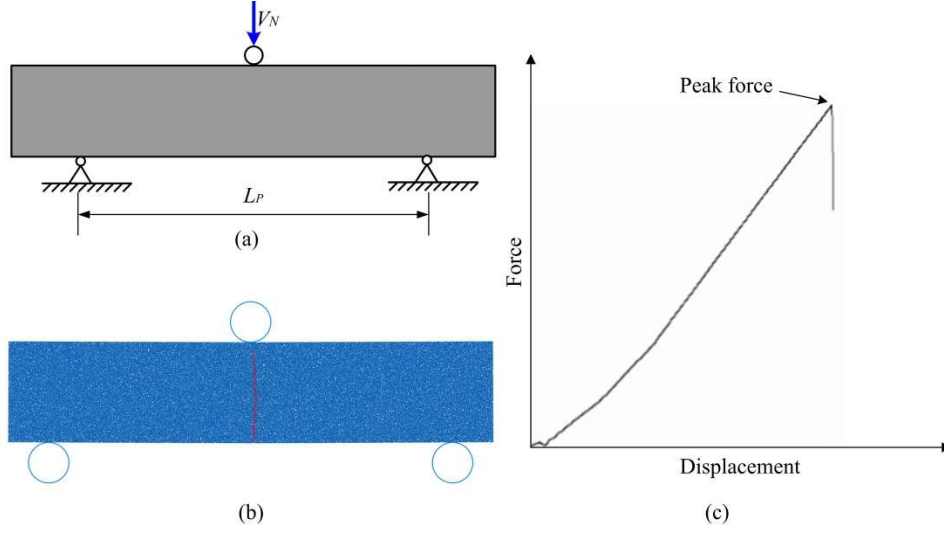 V_N
L_P
(a)
(b)
Peak force
Force
Displacement
(c)